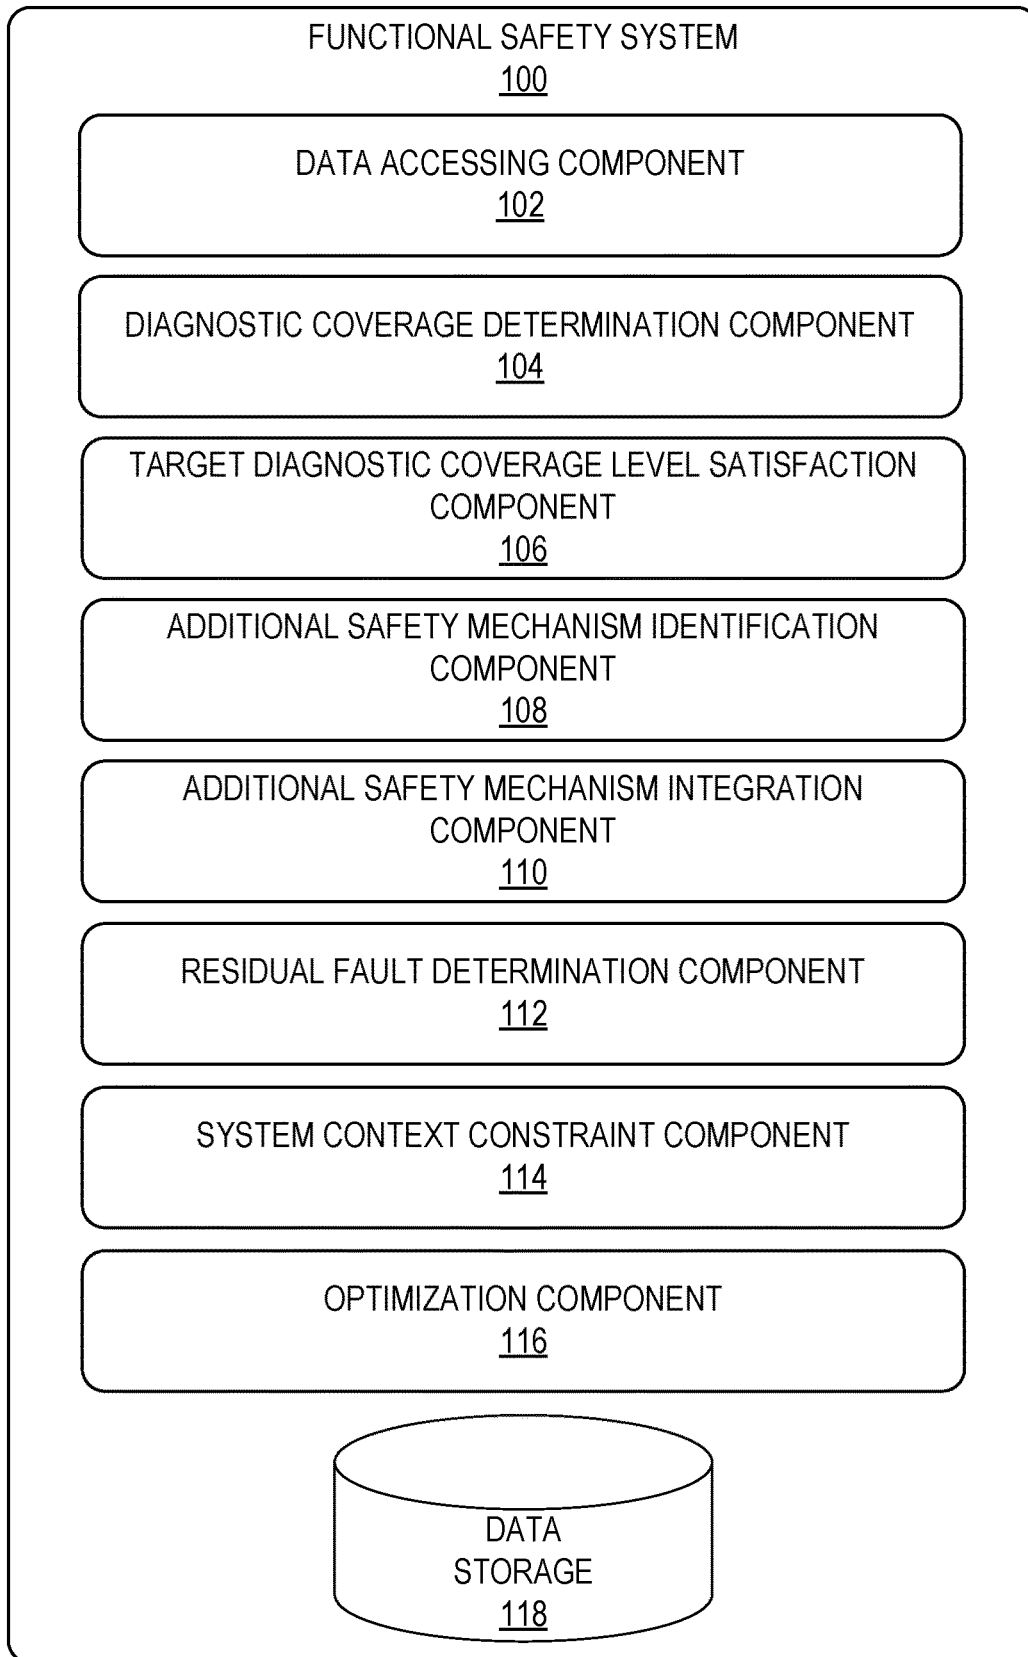 FUNCTIONAL SAFETY SYSTEM
100
DATA ACCESSING COMPONENT
102
DIAGNOSTIC COVERAGE DETERMINATION COMPONENT
104
TARGET DIAGNOSTIC COVERAGE LEVEL SATISFACTION
COMPONENT
106
ADDITIONAL SAFETY MECHANISM IDENTIFICATION
COMPONENT
108
ADDITIONAL SAFETY MECHANISM INTEGRATION
COMPONENT
110
RESIDUAL FAULT DETERMINATION COMPONENT
112
SYSTEM CONTEXT CONSTRAINT COMPONENT
114
OPTIMIZATION COMPONENT
116
DATA
STORAGE
118